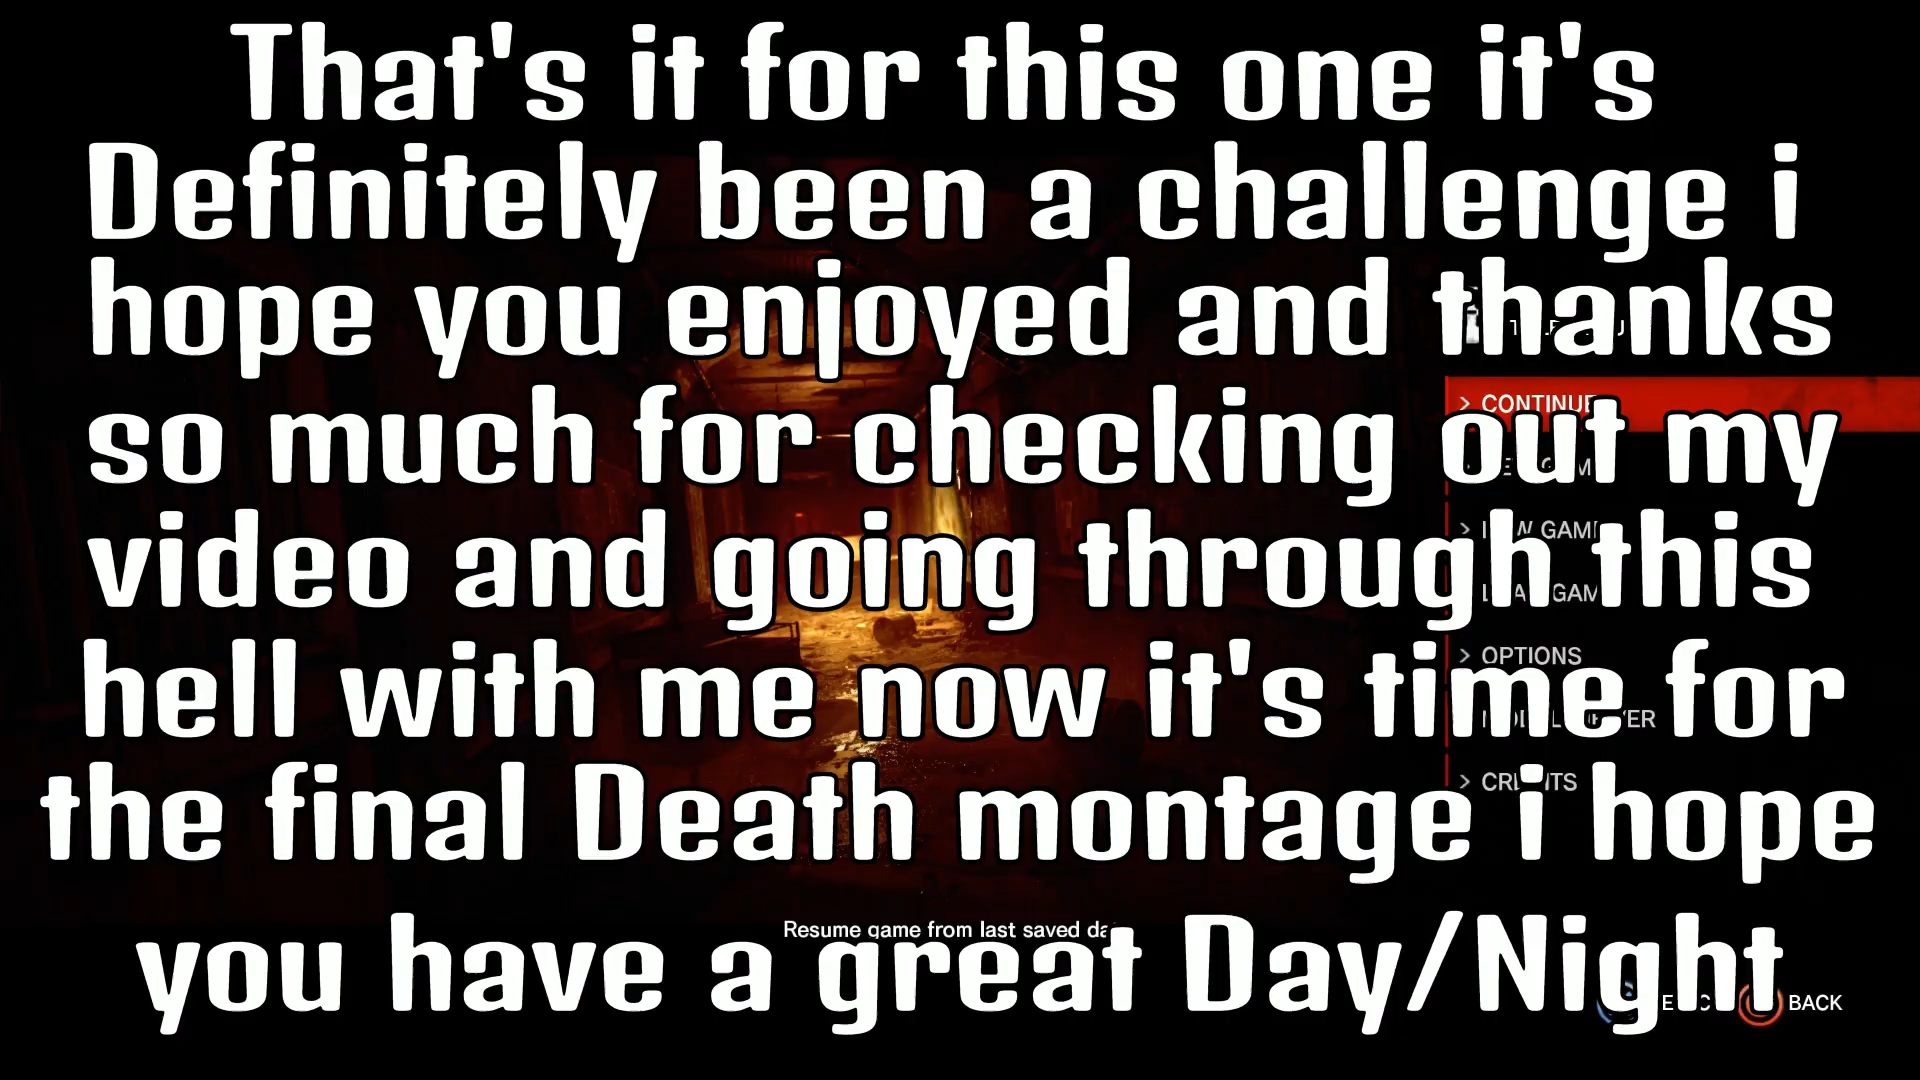 That's it for this one it's
Definitely been a challenge i
hope you enjoyed and thanks
so much for checking out my
video and going through this
hell with me now it's time for
the final Death montage i hope
you have a great Day/Night
> CONTINUE
> OPTIONS
Resume game from last saved
BACK